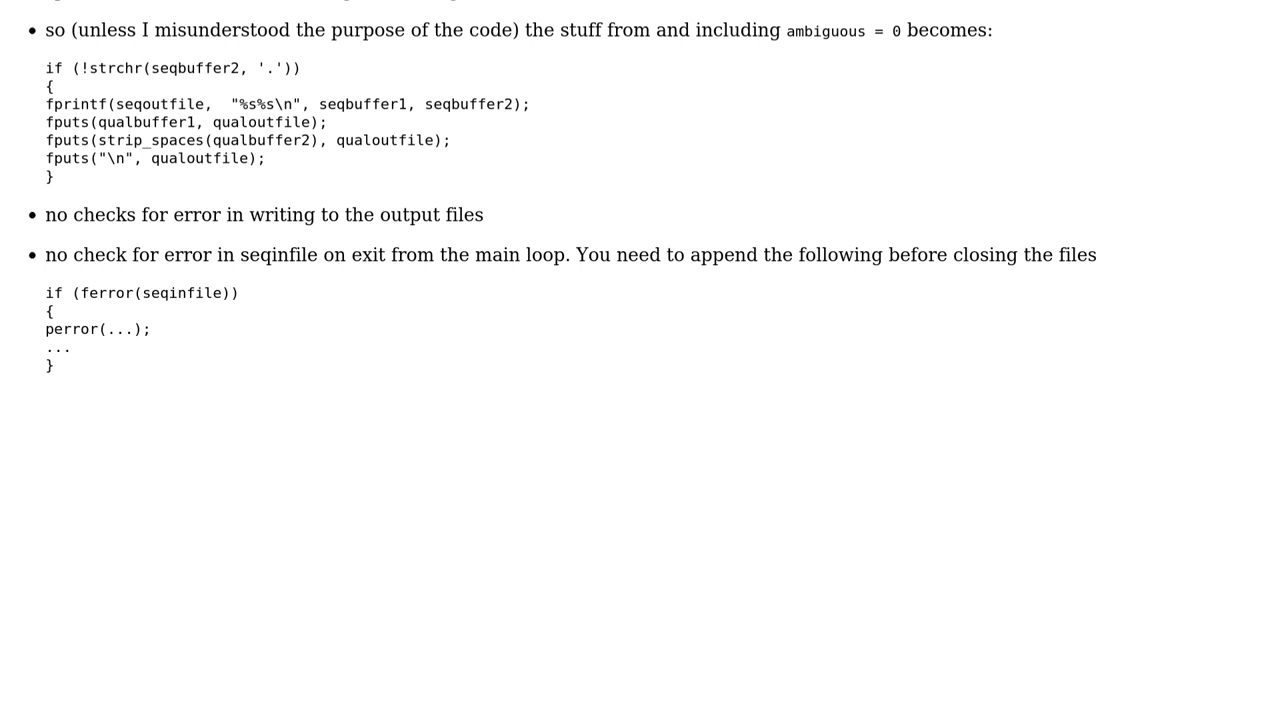 • so (unless I misunderstood the purpose of the code) the stuff from and including ambiguous = 0 becomes:
if (!strchr(seqbuffer2, '.'))
{
fprintf(seqoutfile,  "%s%s\n", seqbuffer1, seqbuffer2);
fputs(qualbuffer1, qualoutfile);
fputs(strip_spaces(qualbuffer2), qualoutfile);
fputs("\n", qualoutfile);
}
• no checks for error in writing to the output files
• no check for error in seqinfile on exit from the main loop. You need to append the following before closing the files
if (ferror(seqinfile))
{
perror(...);
...
}